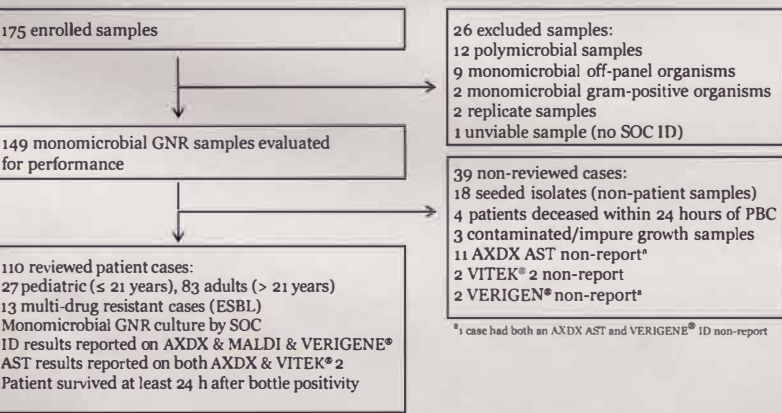 175 enrolled samples
26 excluded samples:
12 polymicrobial samples
9 monomicrobial off-panel organisms
2 monomicrobial gram-positive organisms
2 replicate samples
1 unviable sample (no SOC ID)
149 monomicrobial GNR samples evaluated
for performance
39 non-reviewed cases:
18 seeded isolates (non-patient samples)
4 patients deceased within 24 hours of PBC
3 contaminated/impure growth samples
11 AXDX AST non-reportª
2 VITEK® 2 non-report
2 VERIGEN® non-reportª
110 reviewed patient cases:
27 pediatric (≤ 21 years), 83 adults (> 21 years)
13 multi-drug resistant cases (ESBL)
Monomicrobial GNR culture by SOC
ID results reported on AXDX & MALDI & VERIGENE®
AST results reported on both AXDX & VITEK® 2
Patient survived at least 24 h after bottle positivity
ª1 case had both an AXDX AST and VERIGENE® ID non-report